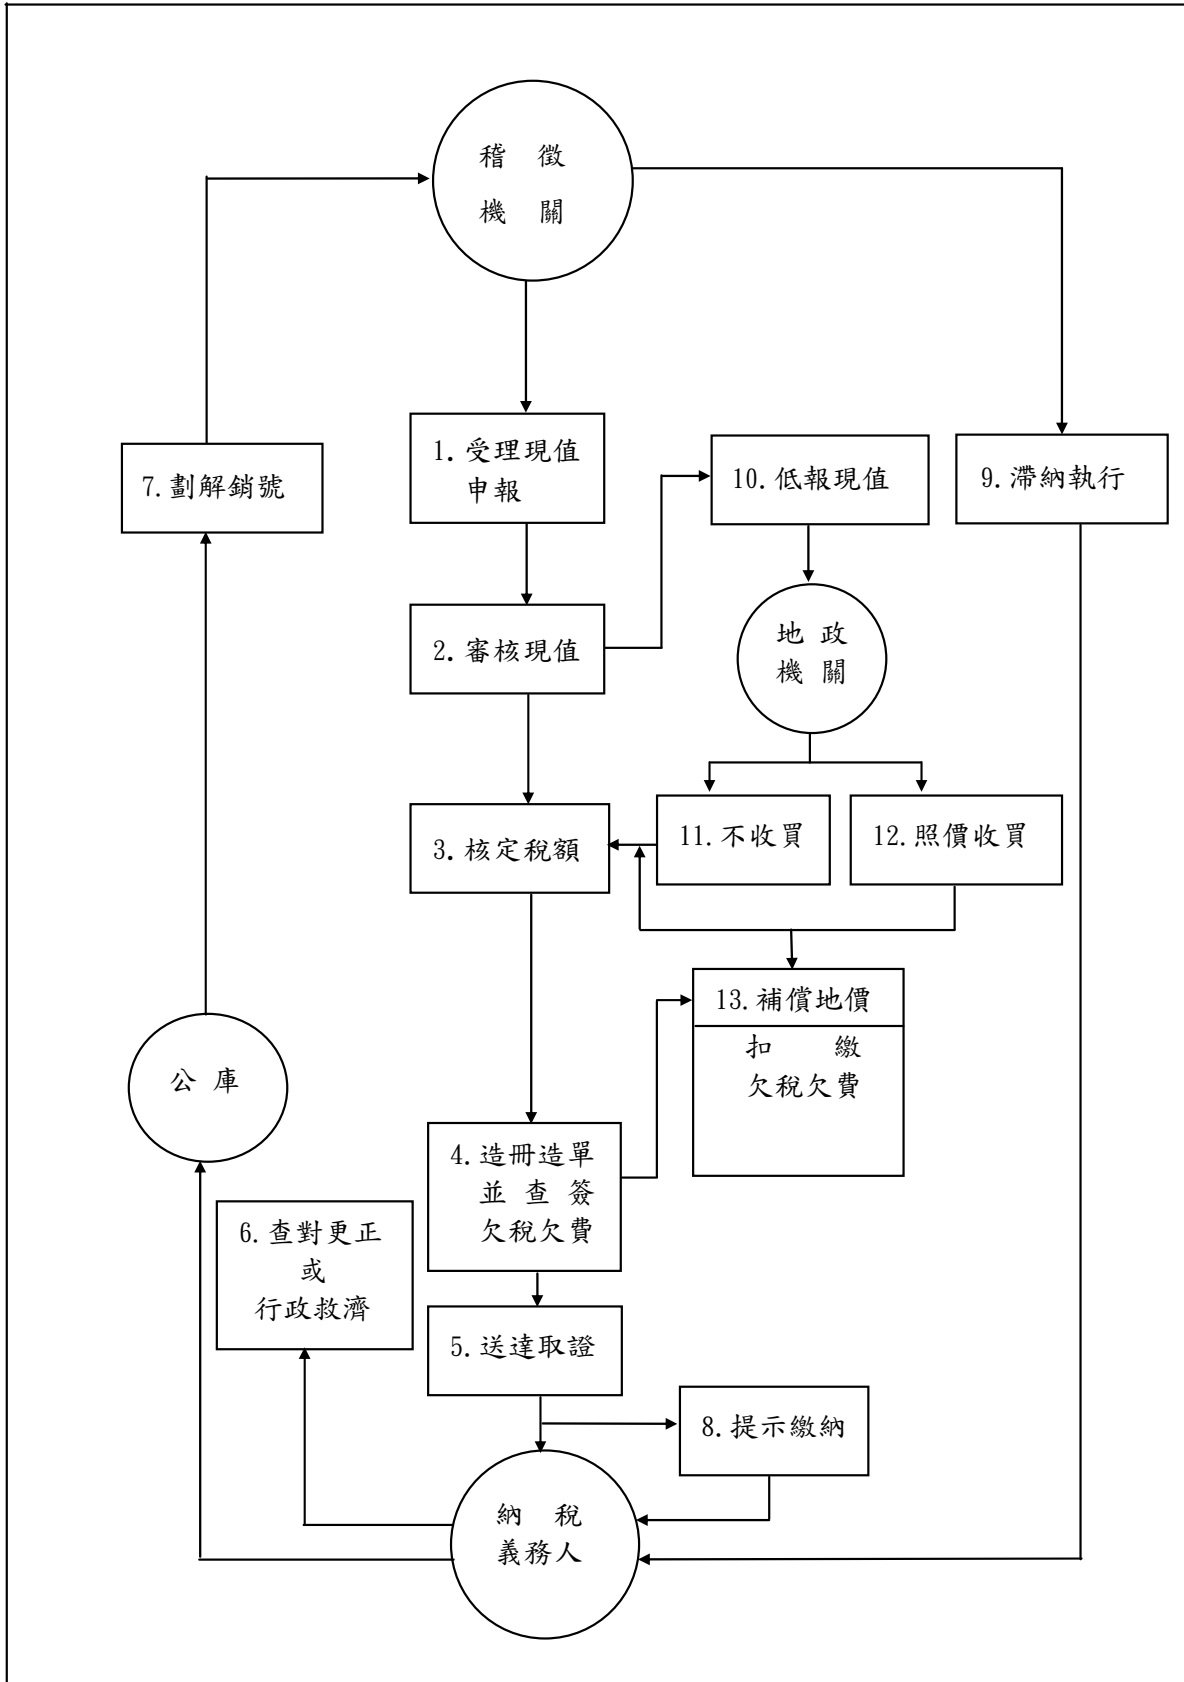 稽 徵
機 關
1.受理現值
申報
10.低報現值
9.滯納執行
7.劃解銷號
2.審核現值
地 政
機 關
3.核定稅額
11.不收買
12.照價收買
13.補償地價
扣 繳
欠稅欠費
公 庫
4.造冊造單
並 查 簽
欠稅欠費
6.查對更正
或
行政救濟
5.送達取證
8.提示繳納
納 稅
義務人